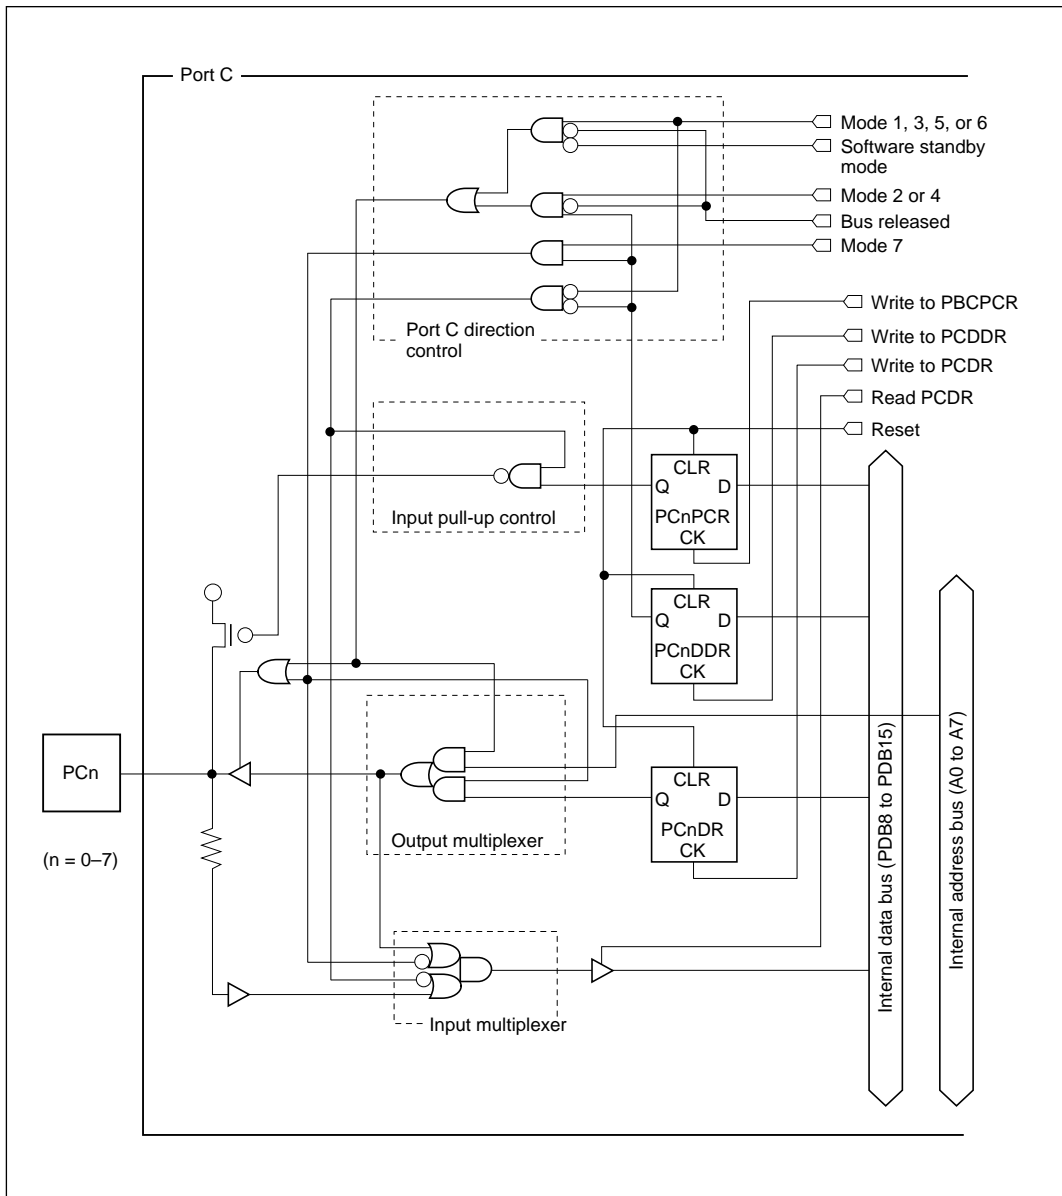 Port C
Mode 1, 3, 5, or 6
Software standby
mode
Mode 2 or 4
Bus released
Mode 7
Port C direction
control
Write to PBCPCR
Write to PCDDR
Write to PCDR
Read PCDR
Reset
Input pull-up control
CLR
Q D
PCnPCR
CK
CLR
Q D
PCnDDR
CK
PCn
(n = 0–7)
Output multiplexer
CLR
Q D
PCnDR
CK
Input multiplexer
Internal data bus (PDB8 to PDB15)
Internal address bus (A0 to A7)